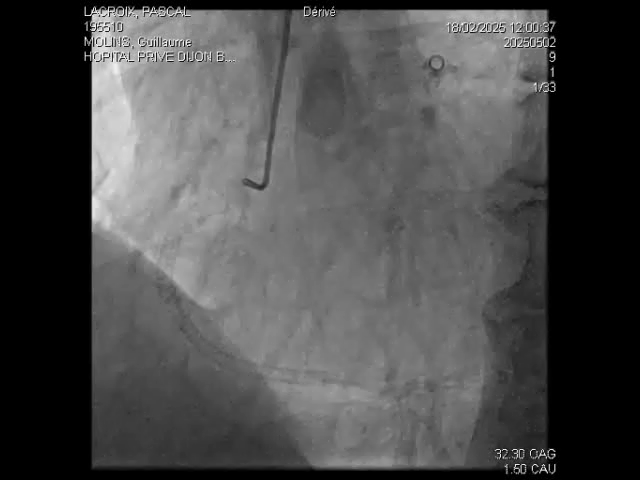 LACROIX, PASCAL
Dérivé
195510
18/02/2025 12:00:37
MOLINS, Guillaume
20250502
HOPITAL PRIVE DIJON B....
9
1
1/33
32.30 OAG
1.50 CAU